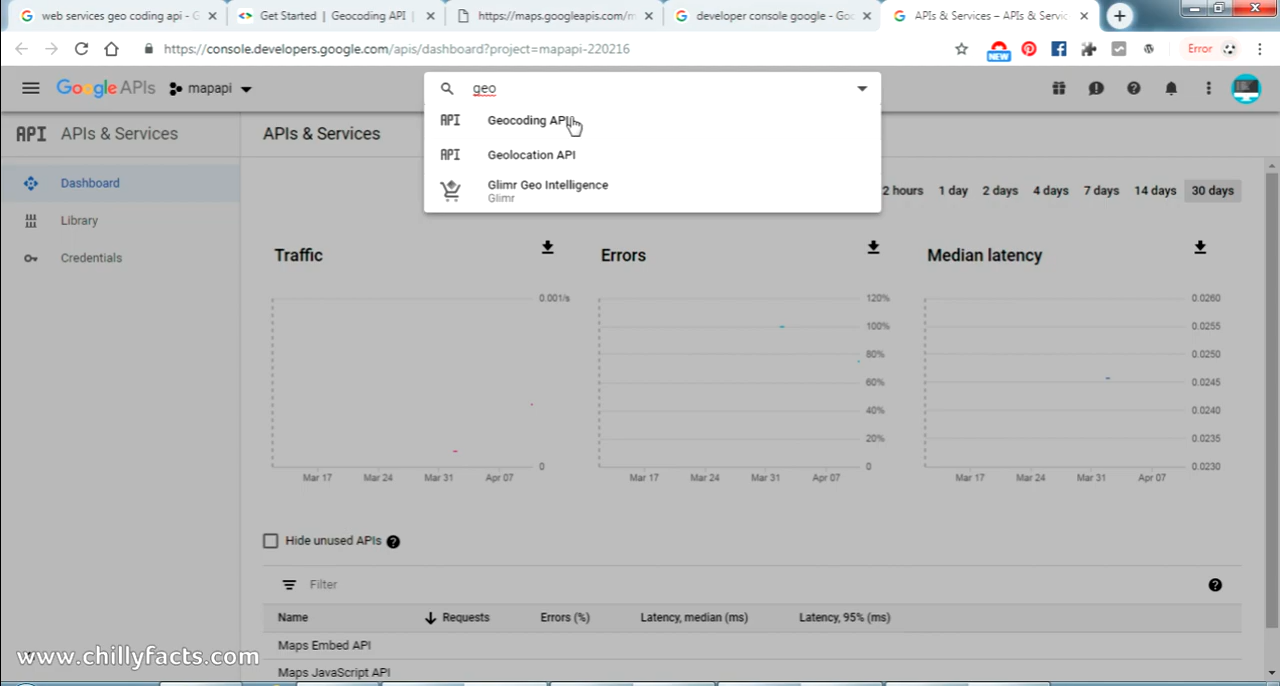 web services geo coding api - G
Get Started | Geocoding API |
https://maps.googleapis.com/m
developer console google - Goo
APIs & Services – APIs & Servic
https://console.developers.google.com/apis/dashboard?project=mapapi-220216
NEW
Error
Google APIs
mapapi
geo
API APIs & Services
APIs & Services
API Geocoding API
API Geolocation API
Glimr Geo Intelligence
Glimr
Dashboard
Library
Credentials
2 hours 1 day 2 days 4 days 7 days 14 days 30 days
Traffic
Errors
Median latency
0.001/s
0
Mar 17 Mar 24 Mar 31 Apr 07
120%
100%
80%
60%
40%
20%
0
Mar 17 Mar 24 Mar 31 Apr 07
0.0260
0.0255
0.0250
0.0245
0.0240
0.0235
0.0230
Mar 17 Mar 24 Mar 31 Apr 07
Hide unused APIs
Filter
Name Requests Errors (%) Latency, median (ms) Latency, 95% (ms)
Maps Embed API
Maps JavaScript API
www.chillyfacts.com